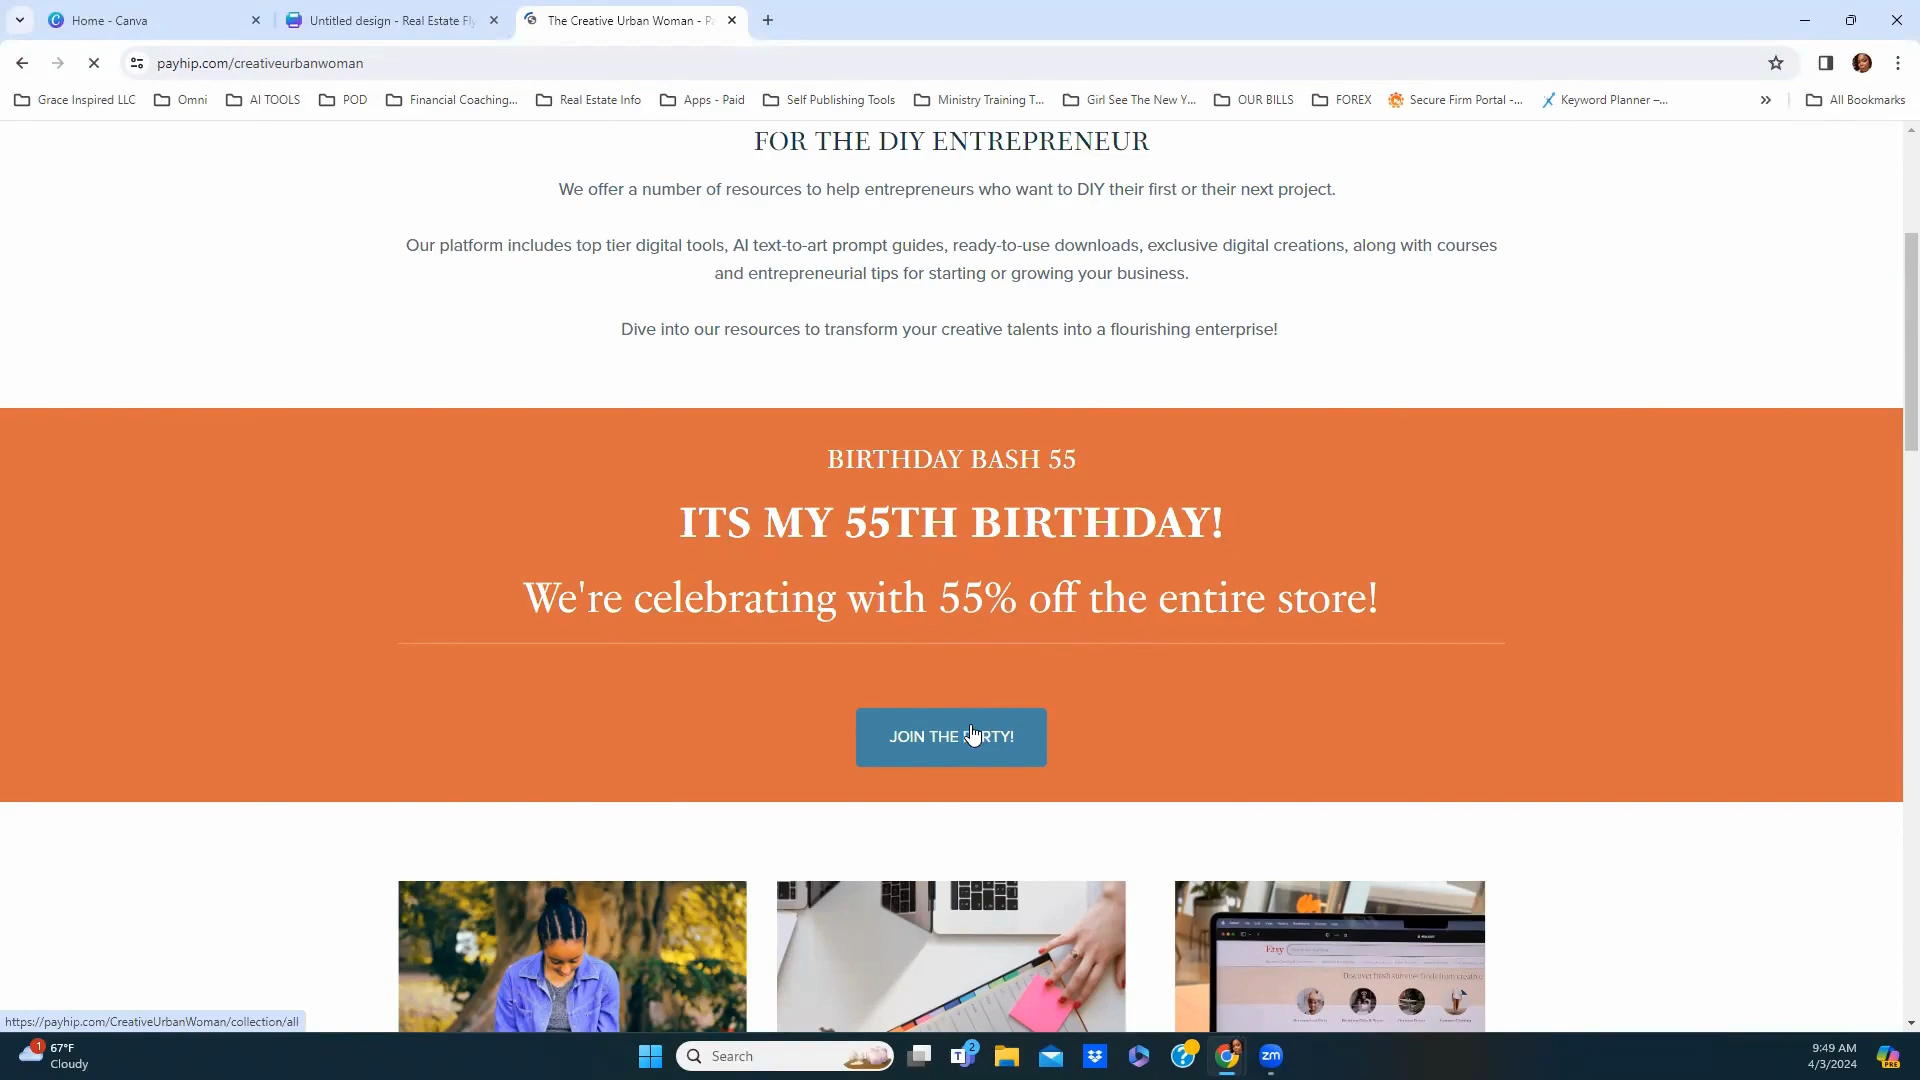 Home - Canva
Untitled design - Real Estate Fly
The Creative Urban Woman - Pa
payhip.com/creativeurbanwoman
Grace Inspired LLC
Omni
AI TOOLS
POD
Financial Coaching...
Real Estate Info
Apps - Paid
Self Publishing Tools
Ministry Training T...
Girl See The New Y...
OUR BILLS
FOREX
Secure Firm Portal -...
Keyword Planner –...
All Bookmarks
FOR THE DIY ENTREPRENEUR
We offer a number of resources to help entrepreneurs who want to DIY their first or their next project.
Our platform includes top tier digital tools, AI text-to-art prompt guides, ready-to-use downloads, exclusive digital creations, along with courses
and entrepreneurial tips for starting or growing your business.
Dive into our resources to transform your creative talents into a flourishing enterprise!
BIRTHDAY BASH 55
ITS MY 55TH BIRTHDAY!
We're celebrating with 55% off the entire store!
JOIN THE PARTY!
Etsy
https://payhip.com/CreativeUrbanWoman/collection/all
1
67°F
Cloudy
Search
2
zm
9:49 AM
4/3/2024
PRE